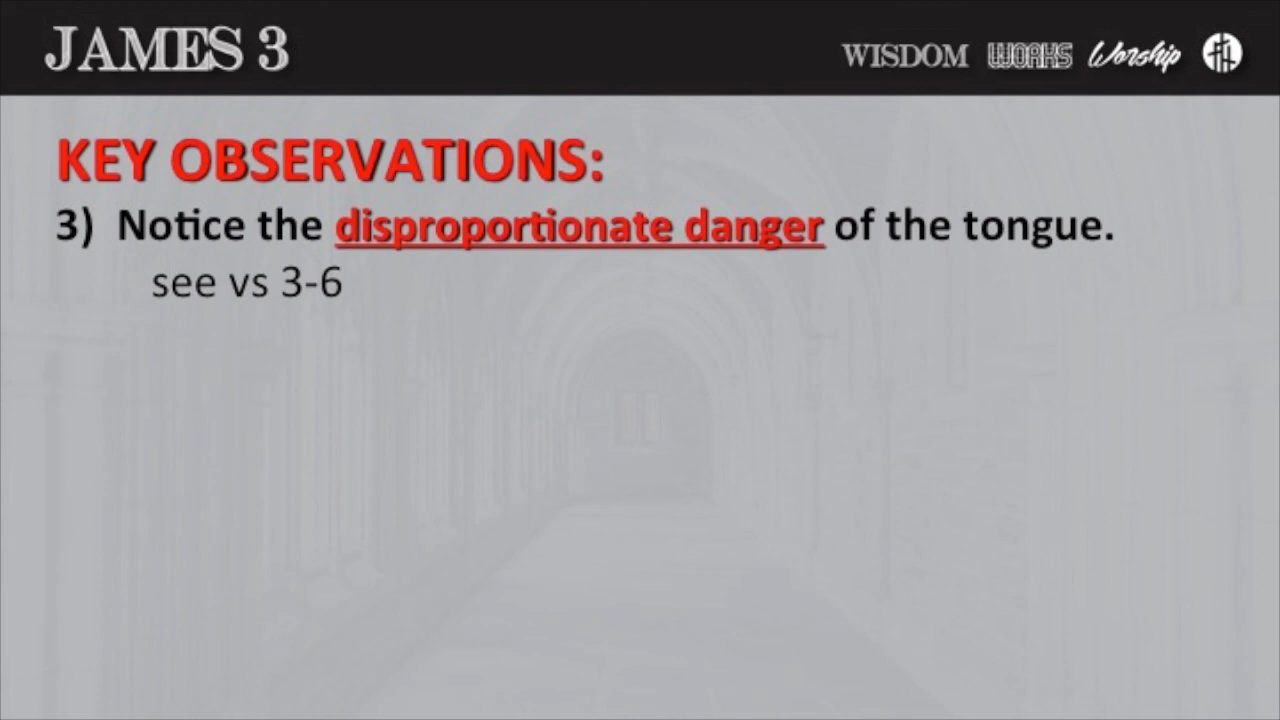 JAMES 3
WISDOM WORKS Worship
KEY OBSERVATIONS:
3) Notice the disproportionate danger of the tongue.
see vs 3-6